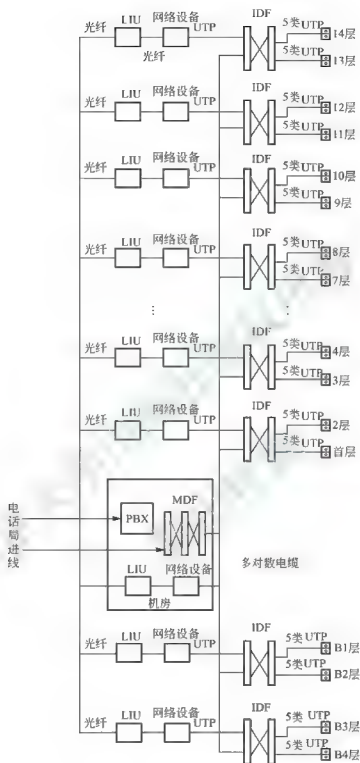 光纤 LIU 网络设备 UTP IDF 5类UTP 14层
光纤 5类UTP 13层
光纤 LIU 网络设备 UTP IDF 5类UTP 12层
5类UTP 11层
光纤 LIU 网络设备 UTP IDF 5类UTP 10层
5类UTP 9层
光纤 LIU 网络设备 UTP IDF 5类UTP 8层
5类UTP 7层
⋮ ⋮
光纤 LIU 网络设备 UTP IDF 5类UTP 4层
5类UTP 3层
光纤 LIU 网络设备 UTP IDF 5类UTP 2层
5类UTP 首层
电话局进线
PBX MDF
LIU 网络设备 多对数电缆
机房
光纤 LIU 网络设备 UTP IDF 5类 UTP B1层
5类UTP B2层
光纤 LIU 网络设备 UTP IDF 5类 UTP B3层
5类UTP B4层